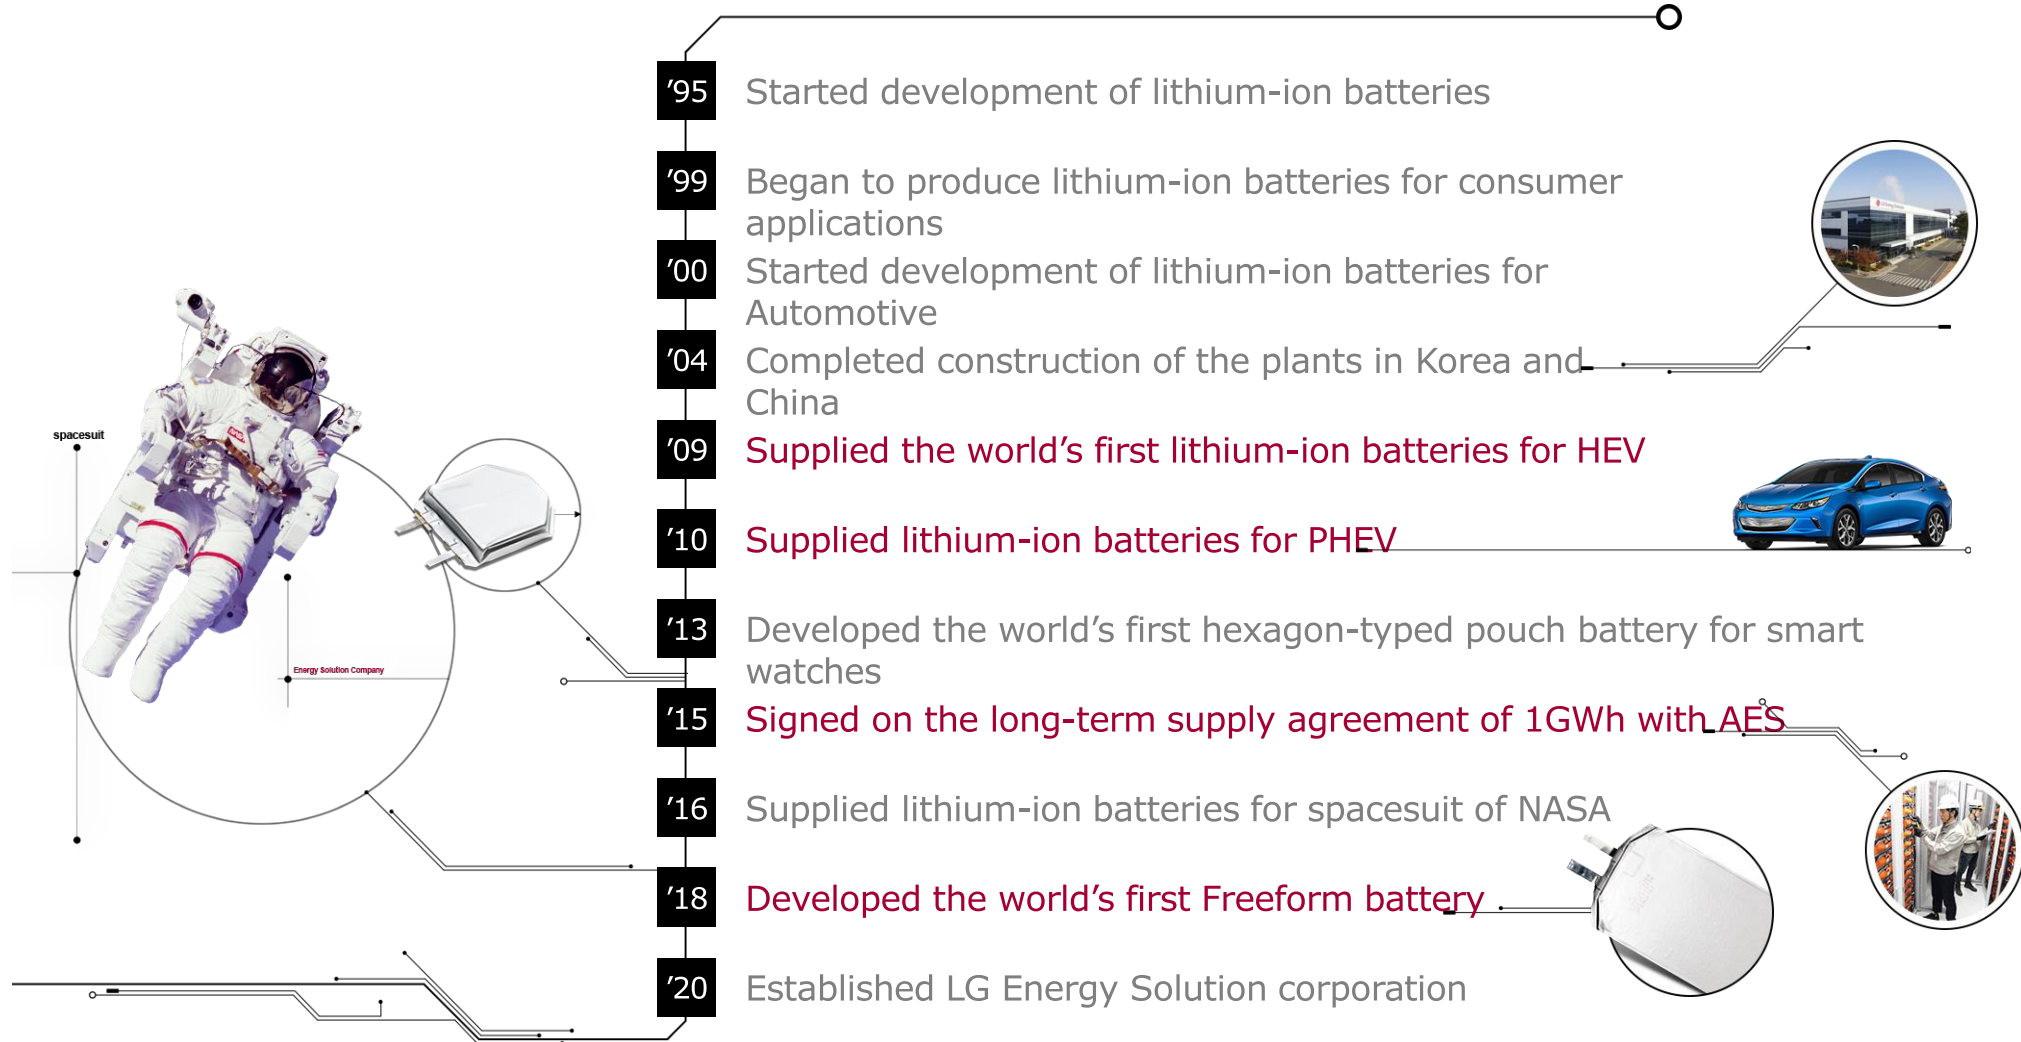 ’95
Started development of lithium-ion batteries
’99
Began to produce lithium-ion batteries for consumer
applications
’00
Started development of lithium-ion batteries for
Automotive
’04
Completed construction of the plants in Korea and
China
’09
Supplied the world’s first lithium-ion batteries for HEV
’10
Supplied lithium-ion batteries for PHEV
’13
Developed the world’s first hexagon-typed pouch battery for smart
watches
’15
Signed on the long-term supply agreement of 1GWh with AES
’16
Supplied lithium-ion batteries for spacesuit of NASA
’18
Developed the world’s first Freeform battery
’20
Established LG Energy Solution corporation
spacesuit
Energy Solution Company